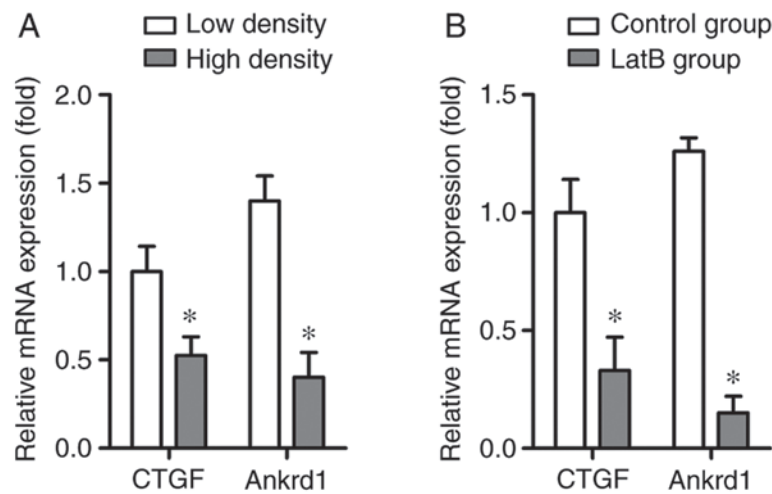 A
Low density
High density
Relative mRNA expression (fold)
2.0
1.5
1.0
0.5
0.0
*
*
CTGF
Ankrd1
B
Control group
LatB group
Relative mRNA expression (fold)
1.5
1.0
0.5
0.0
*
*
CTGF
Ankrd1